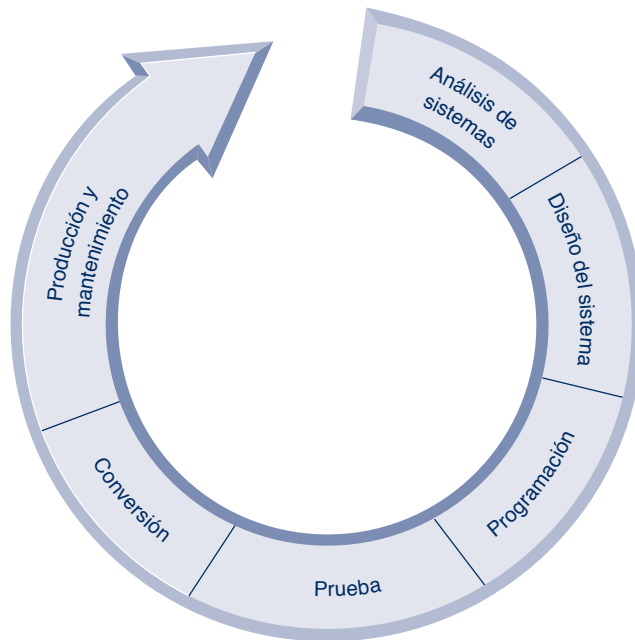 Análisis de
sistemas
Diseño del sistema
Programación
Prueba
Conversión
Producción y
mantenimiento